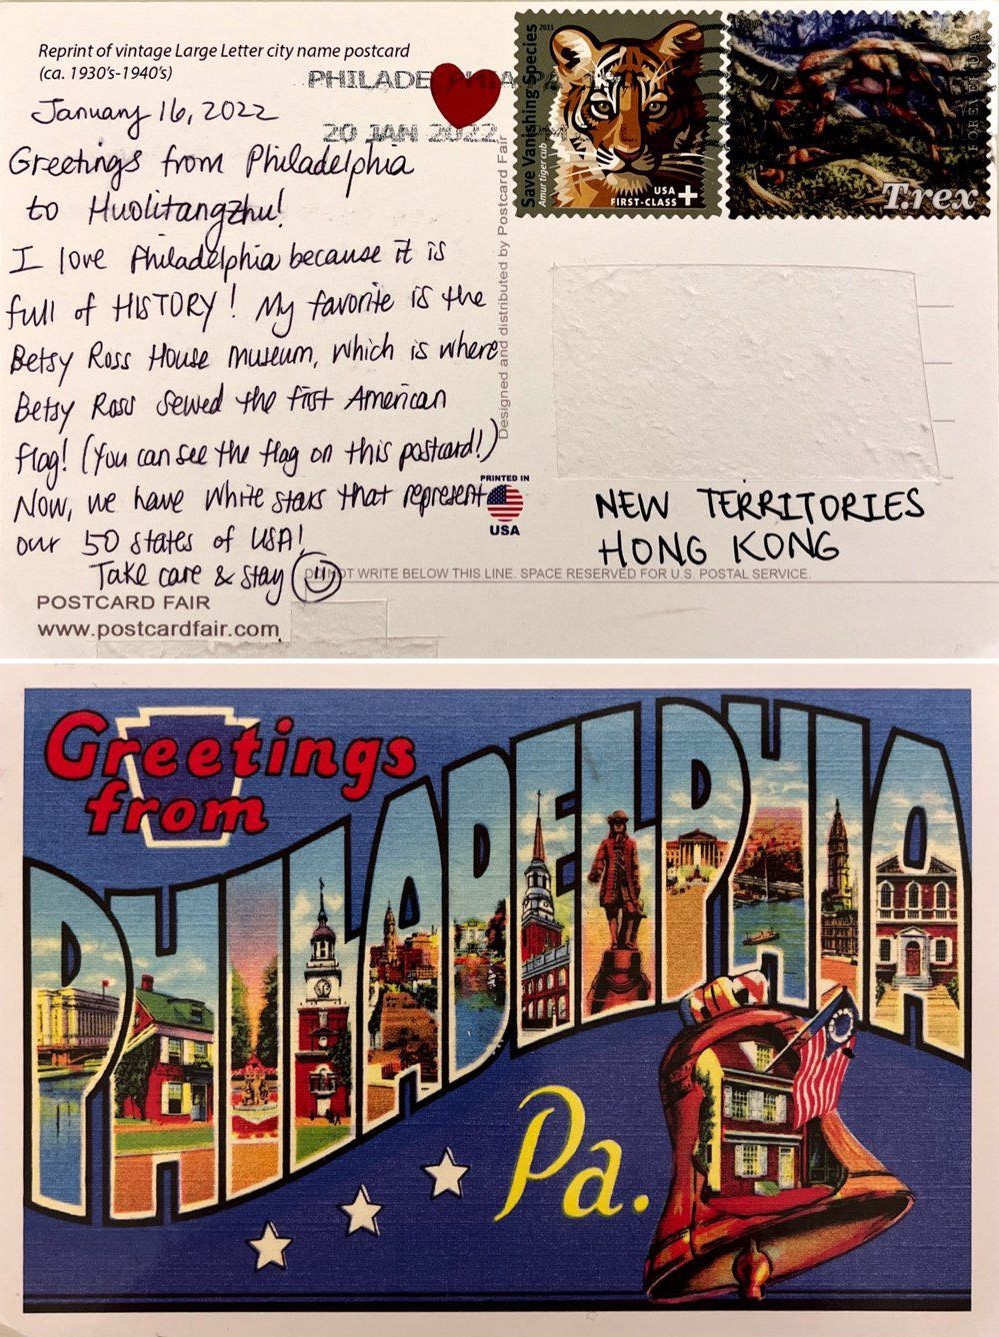 Reprint of vintage Large Letter city name postcard
(ca. 1930's-1940's)
PHILADELPHIA PA
20 JAN 2022
January 16, 2022
Greetings from Philadelphia
to Huolitangzhu!
I love Philadelphia because it is
full of HISTORY! My favorite is the
Betsy Ross House museum, which is where
Betsy Ross sewed the first American
flag! (You can see the flag on this postcard!)
Now, we have white stars that represent
our 50 states of USA!
Take care & stay
POSTCARD FAIR
www.postcardfair.com
Designed and distributed by Postcard Fair
PRINTED IN
USA
Save Vanishing Species
Amur tiger cub
2011
USA
FIRST-CLASS+
FOREVER USA
T.rex
NEW TERRITORIES
HONG KONG
DO NOT WRITE BELOW THIS LINE. SPACE RESERVED FOR U.S. POSTAL SERVICE.
Greetings
from
PHILADELPHIA
Pa.